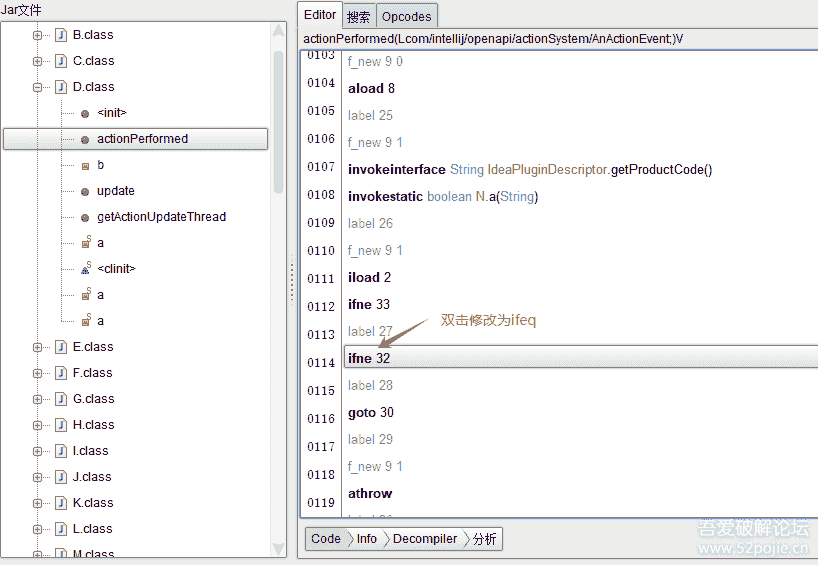 Jar文件
B.class
C.class
D.class
<init>
actionPerformed
b
update
getActionUpdateThread
a
<clinit>
a
a
E.class
F.class
G.class
H.class
I.class
J.class
K.class
L.class
M.class
Editor 搜索 Opcodes
actionPerformed(Lcom/intellij/openapi/actionSystem/AnActionEvent;)V
0103 f_new 9 0
0104 aload 8
0105 label 25
0106 f_new 9 1
0107 invokeinterface String IdeaPluginDescriptor.getProductCode()
0108 invokestatic boolean N.a(String)
0109 label 26
0110 f_new 9 1
0111 iload 2
0112 ifne 33
0113 label 27
双击修改为ifeq
0114 ifne 32
0115 label 28
0116 goto 30
0117 label 29
0118 f_new 9 1
0119 athrow
Code Info Decompiler 分析
吾爱破解论坛
www.52pojie.cn